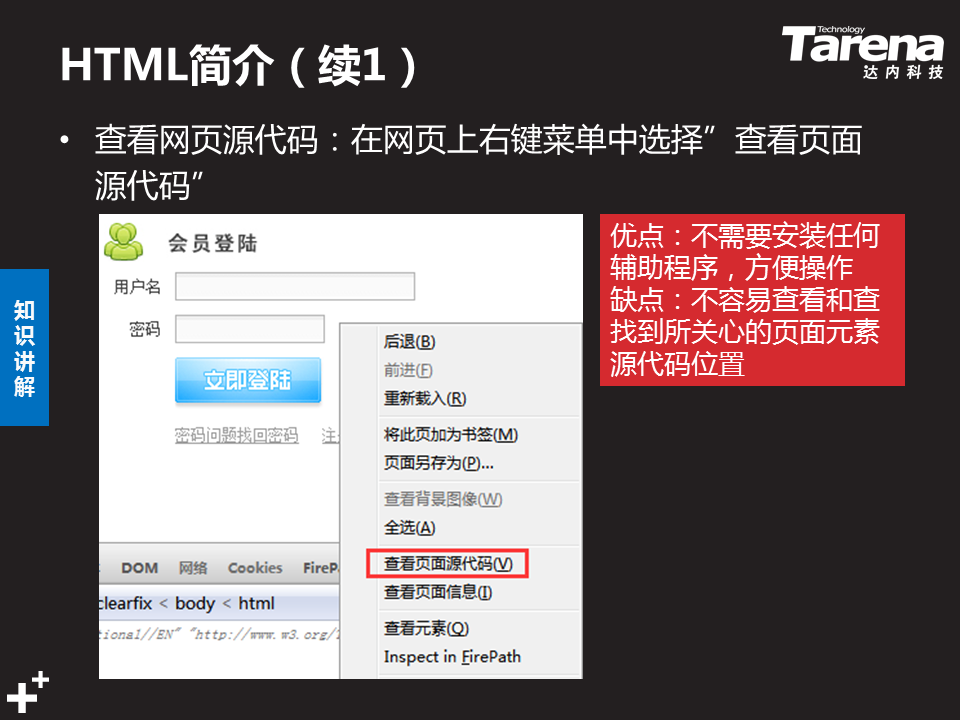 HTML简介（续1）
Technology
Tarena
达内科技
• 查看网页源代码：在网页上右键菜单中选择”查看页面
源代码”
知识讲解
会员登陆
用户名
密码
立即登陆
密码问题找回密码 注
后退(B)
前进(F)
重新载入(R)
将此页加为书签(M)
页面另存为(P)...
查看背景图像(W)
全选(A)
查看页面源代码(V)
查看页面信息(I)
查看元素(Q)
Inspect in FirePath
DOM 网络 Cookies FireP
clearfix < body < html
tional//EN" "http://www.w3.org/
优点：不需要安装任何
辅助程序，方便操作
缺点：不容易查看和查
找到所关心的页面元素
源代码位置